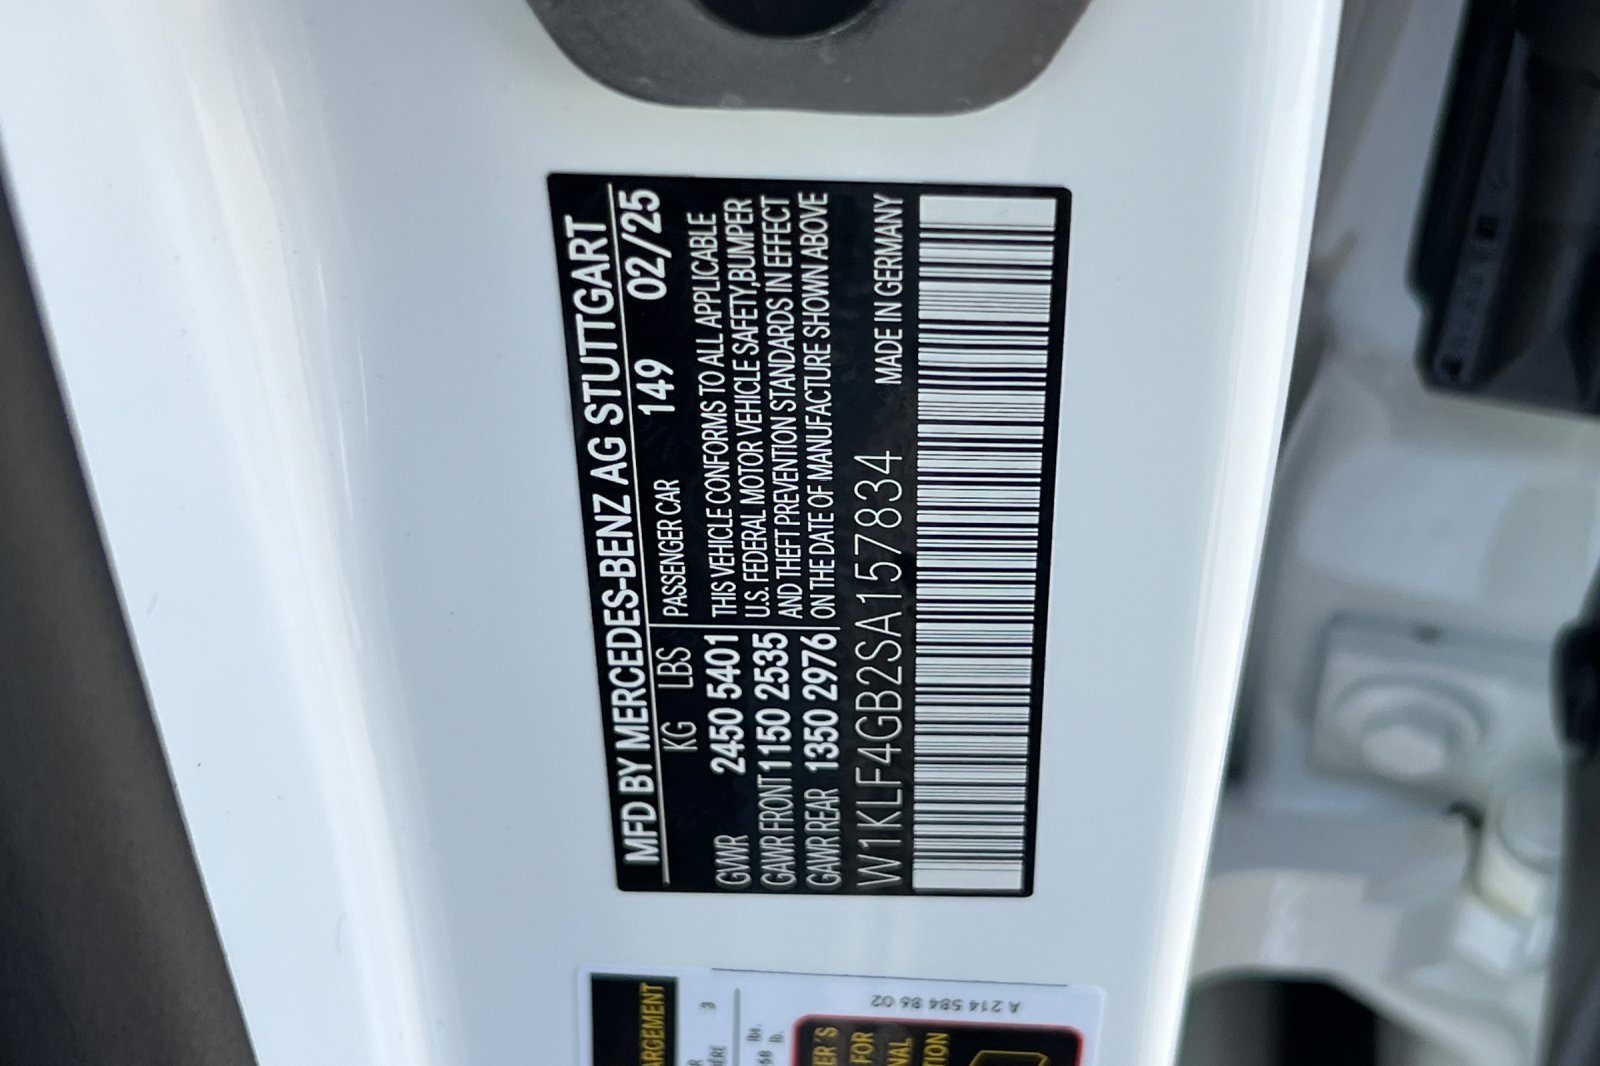 MFD BY MERCEDES-BENZ AG STUTTGART
KG LBS PASSENGER CAR 149 02/25
GVWR 2450 5401
GAWR FRONT 1150 2535
GAWR REAR 1350 2976
THIS VEHICLE CONFORMS TO ALL APPLICABLE
U.S. FEDERAL MOTOR VEHICLE SAFETY,BUMPER
AND THEFT PREVENTION STANDARDS IN EFFECT
ON THE DATE OF MANUFACTURE SHOWN ABOVE
W1KLF4GB2SA157834 MADE IN GERMANY
3
A 214 584 86 02
FOR